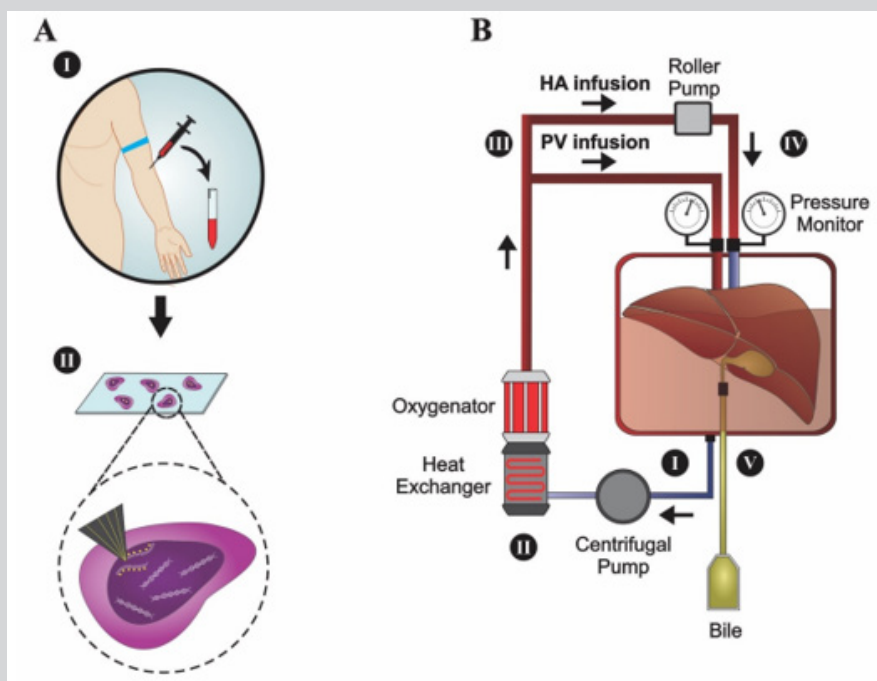 A
I
II
B
HA infusion
Roller
Pump
III
PV infusion
IV
Pressure
Monitor
Oxygenator
Heat
Exchanger
I
V
II
Centrifugal
Pump
Bile